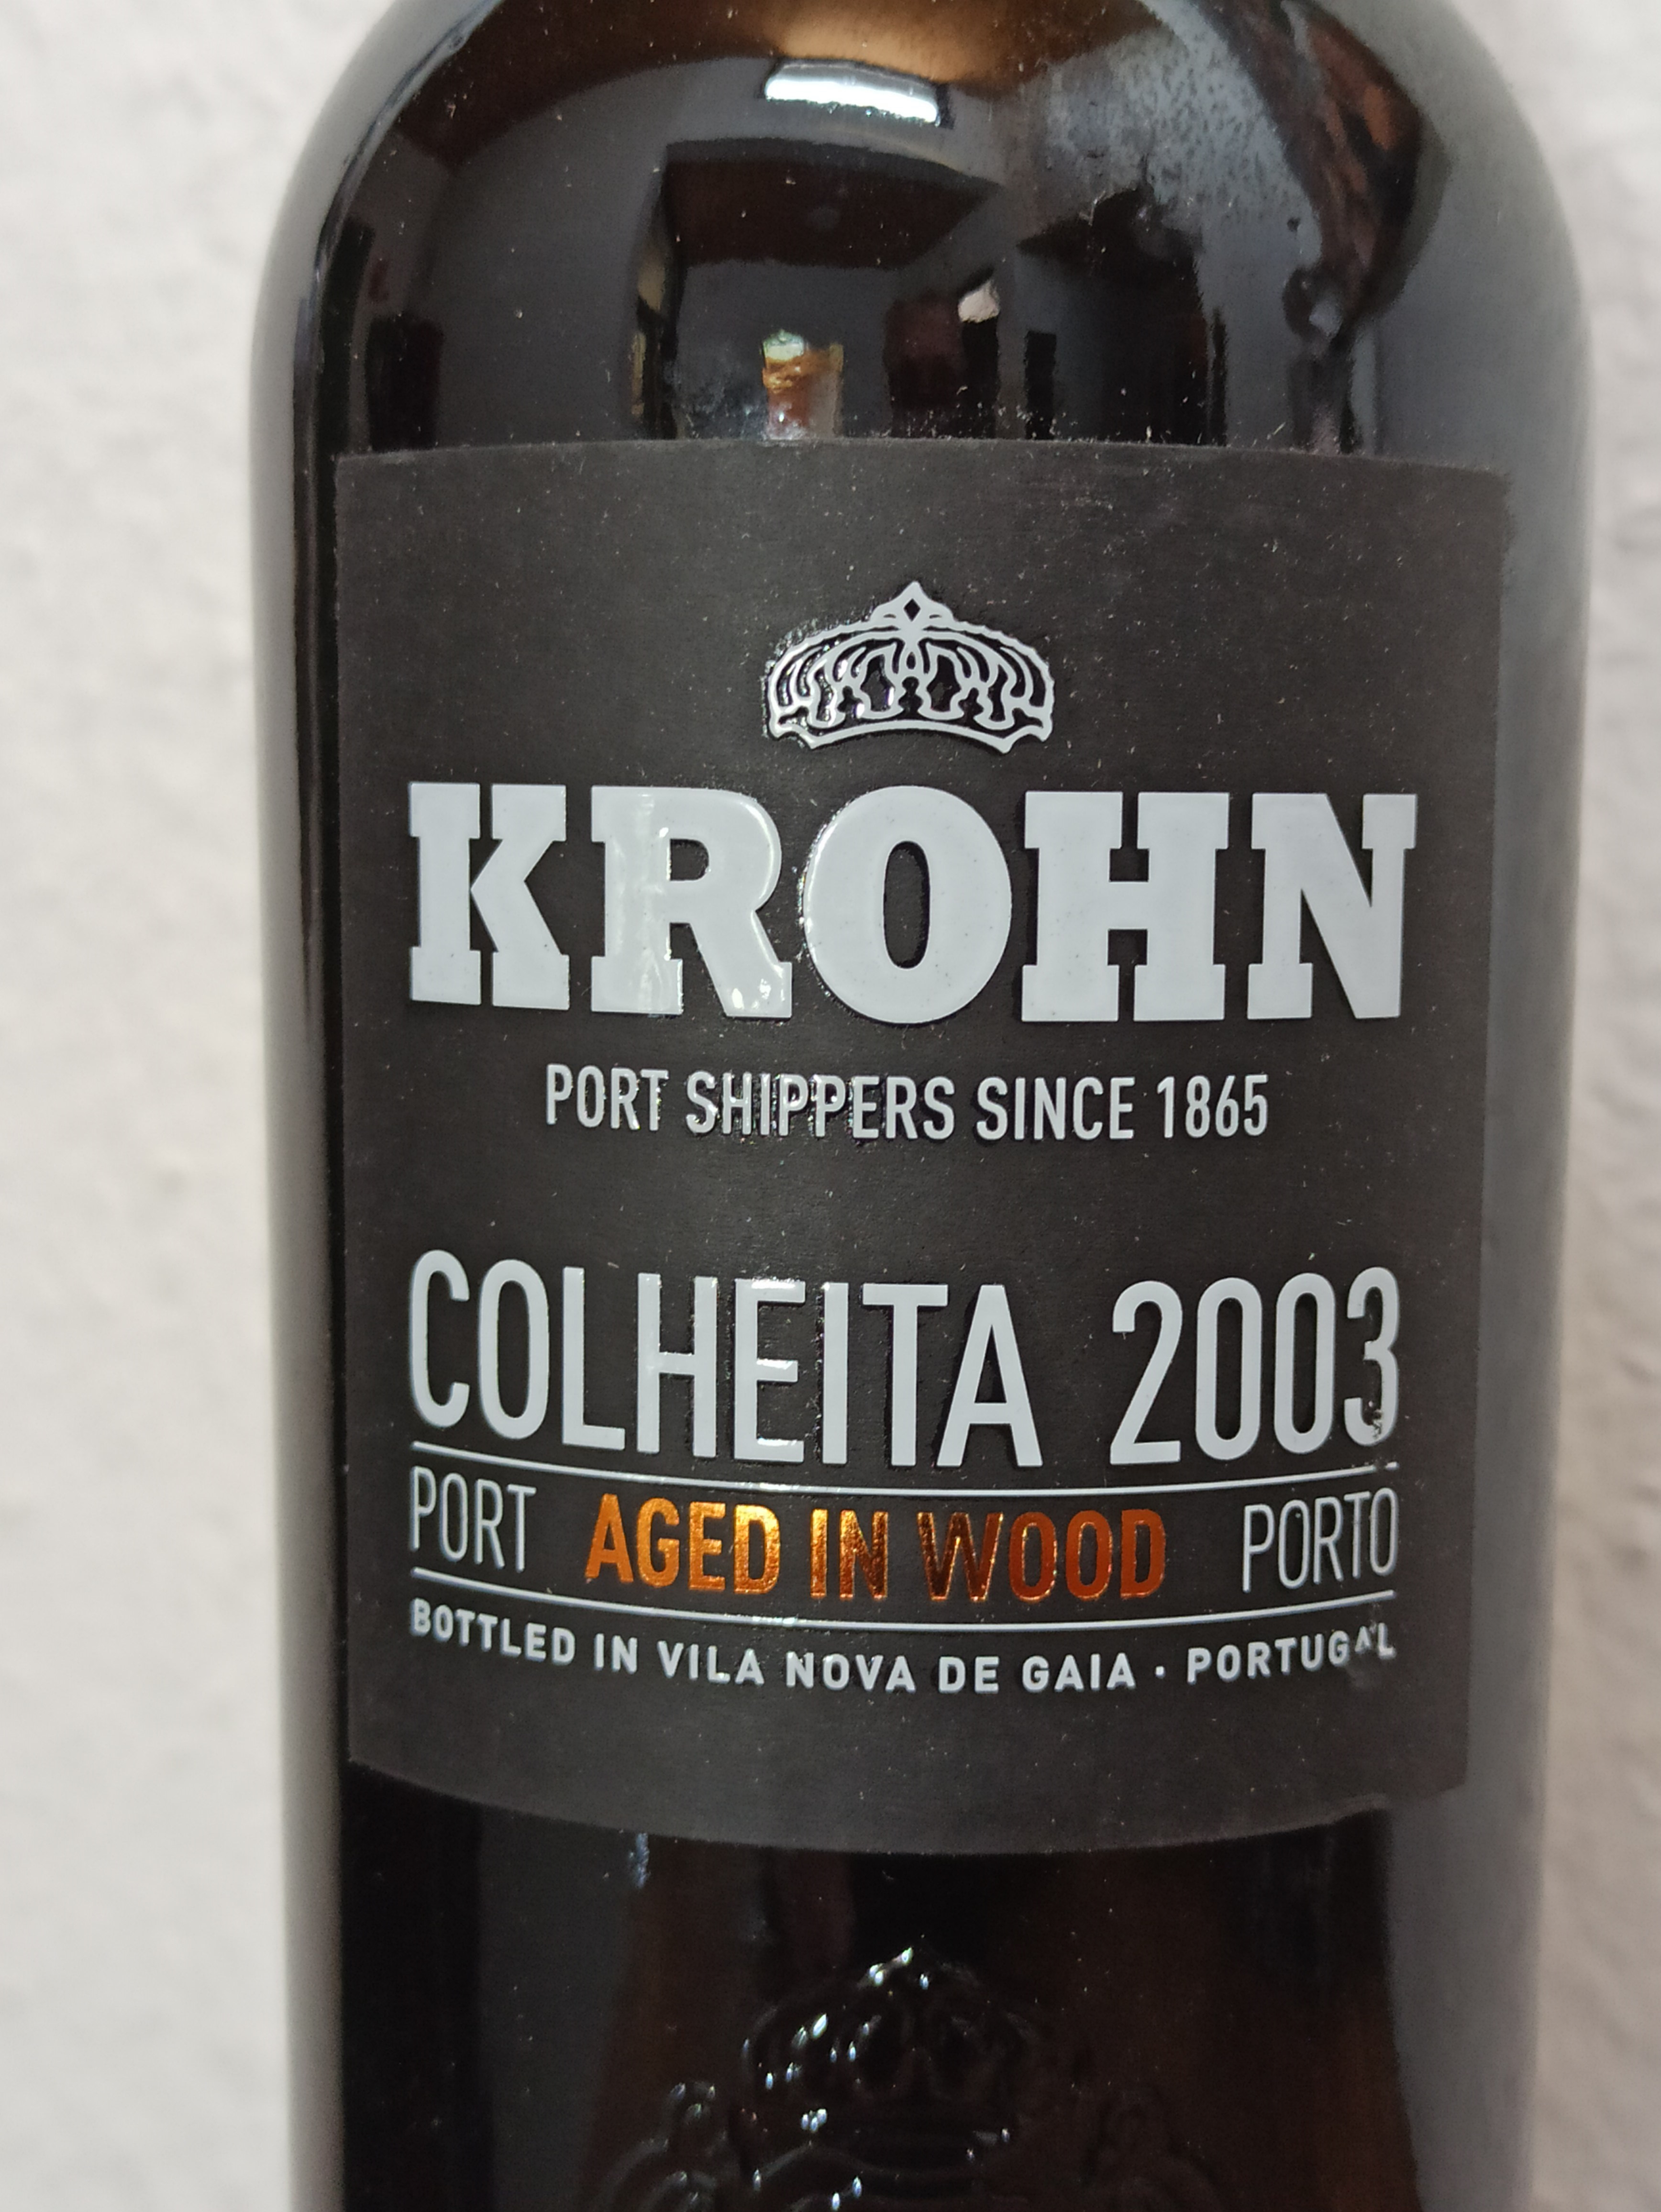 KROHN
PORT SHIPPERS SINCE 1865
COLHEITA 2003
PORT AGED IN WOOD PORTO
BOTTLED IN VILA NOVA DE GAIA · PORTUGAL